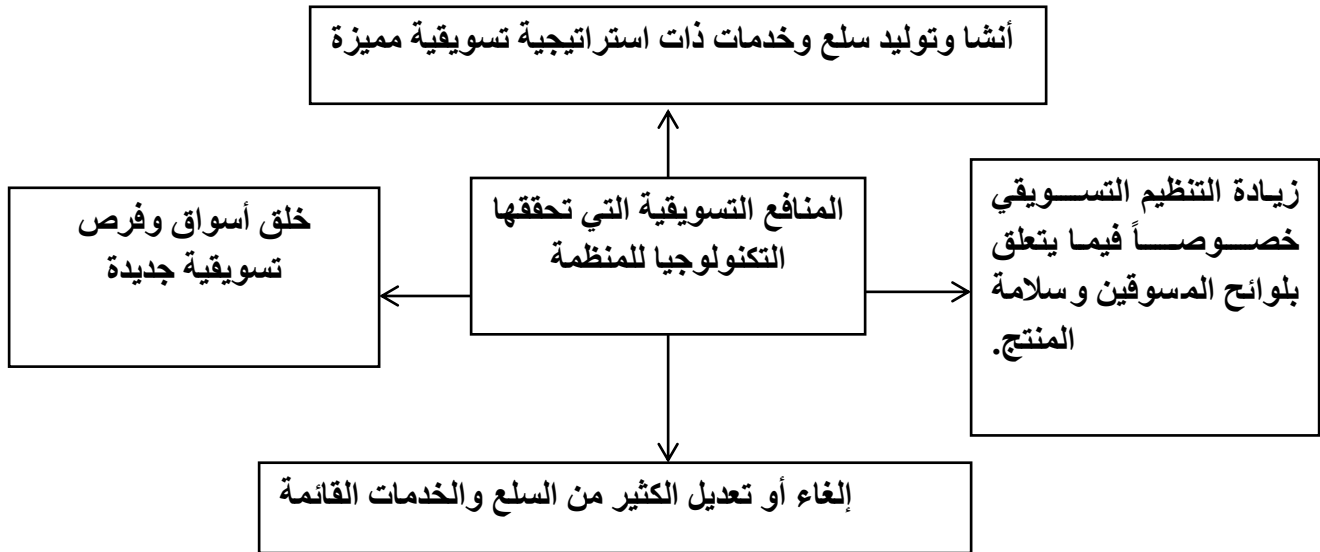 أنشا وتوليد سلع وخدمات ذات استراتيجية تسويقية مميزة
زيادة التنظيم التسويقي
خصوصاً فيما يتعلق
بلوائح المسوقين وسلامة
المنتج.
المنافع التسويقية التي تحققها
التكنولوجيا للمنظمة
خلق أسواق وفرص
تسويقية جديدة
إلغاء أو تعديل الكثير من السلع والخدمات القائمة